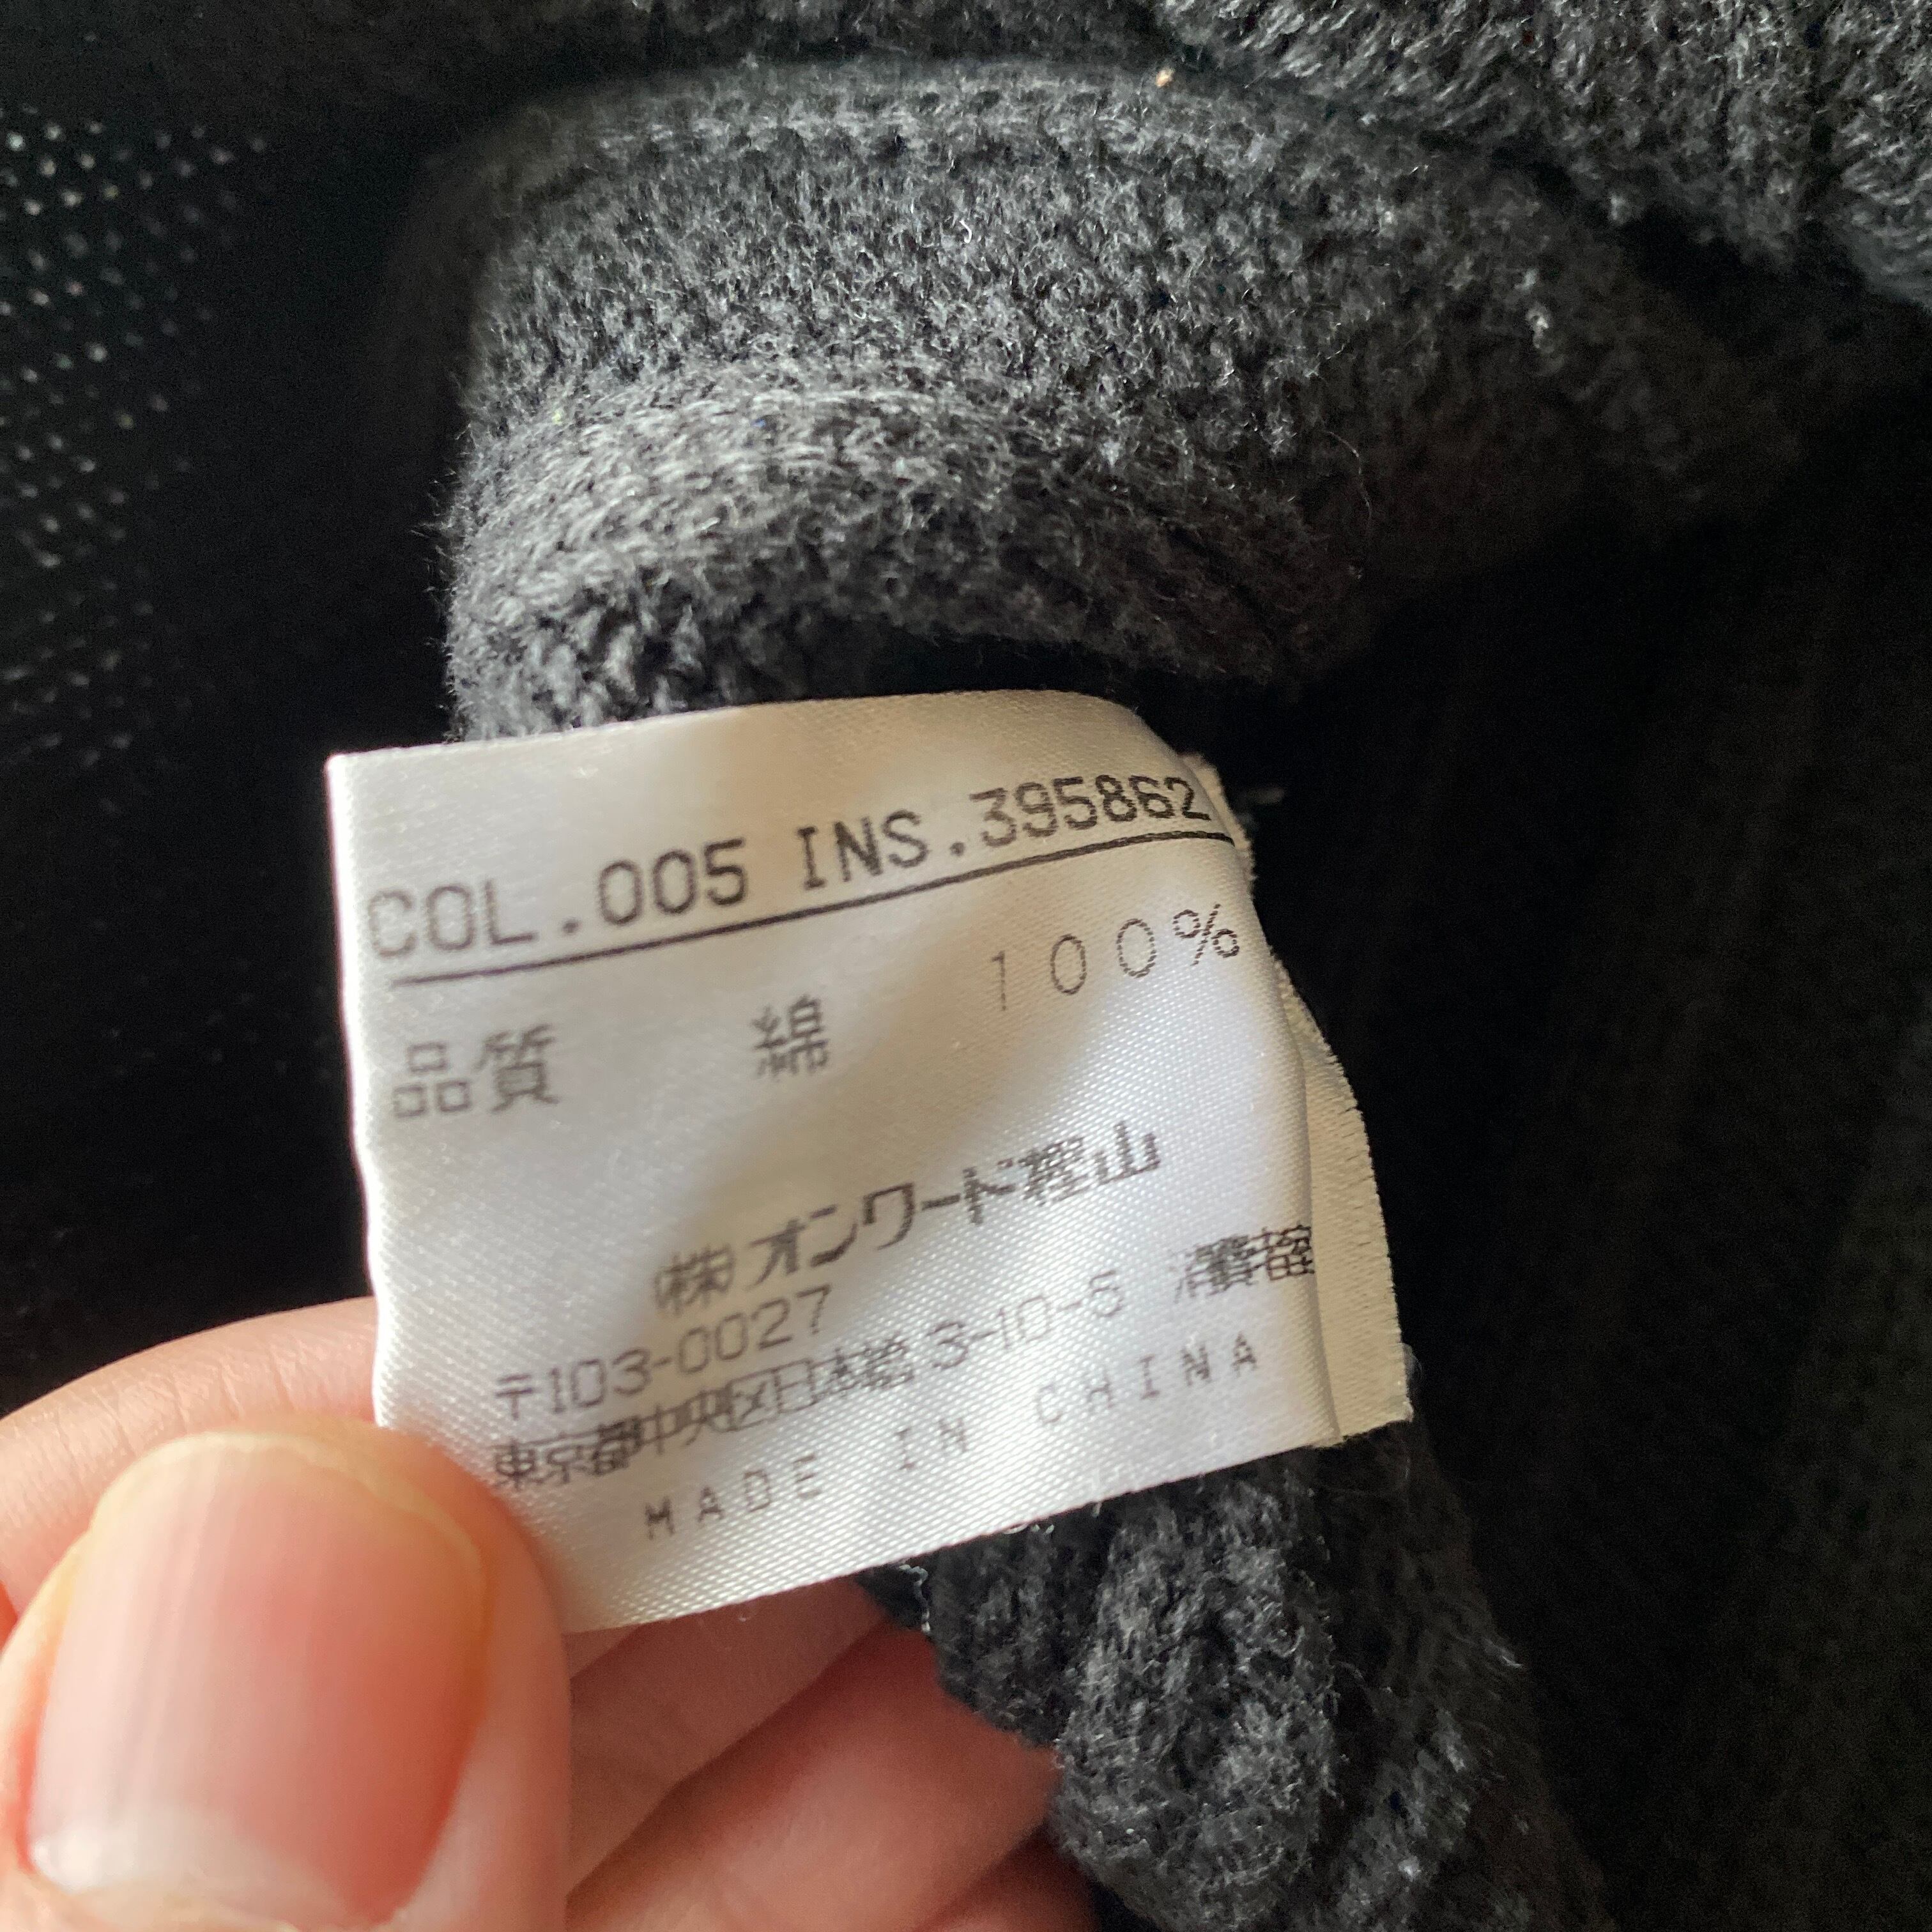 COL.005 INS.395862
品質 綿 100%
㈱オンワード樫山
〒103-0027
東京都中央区日本橋3-10-5
MADE IN CHINA